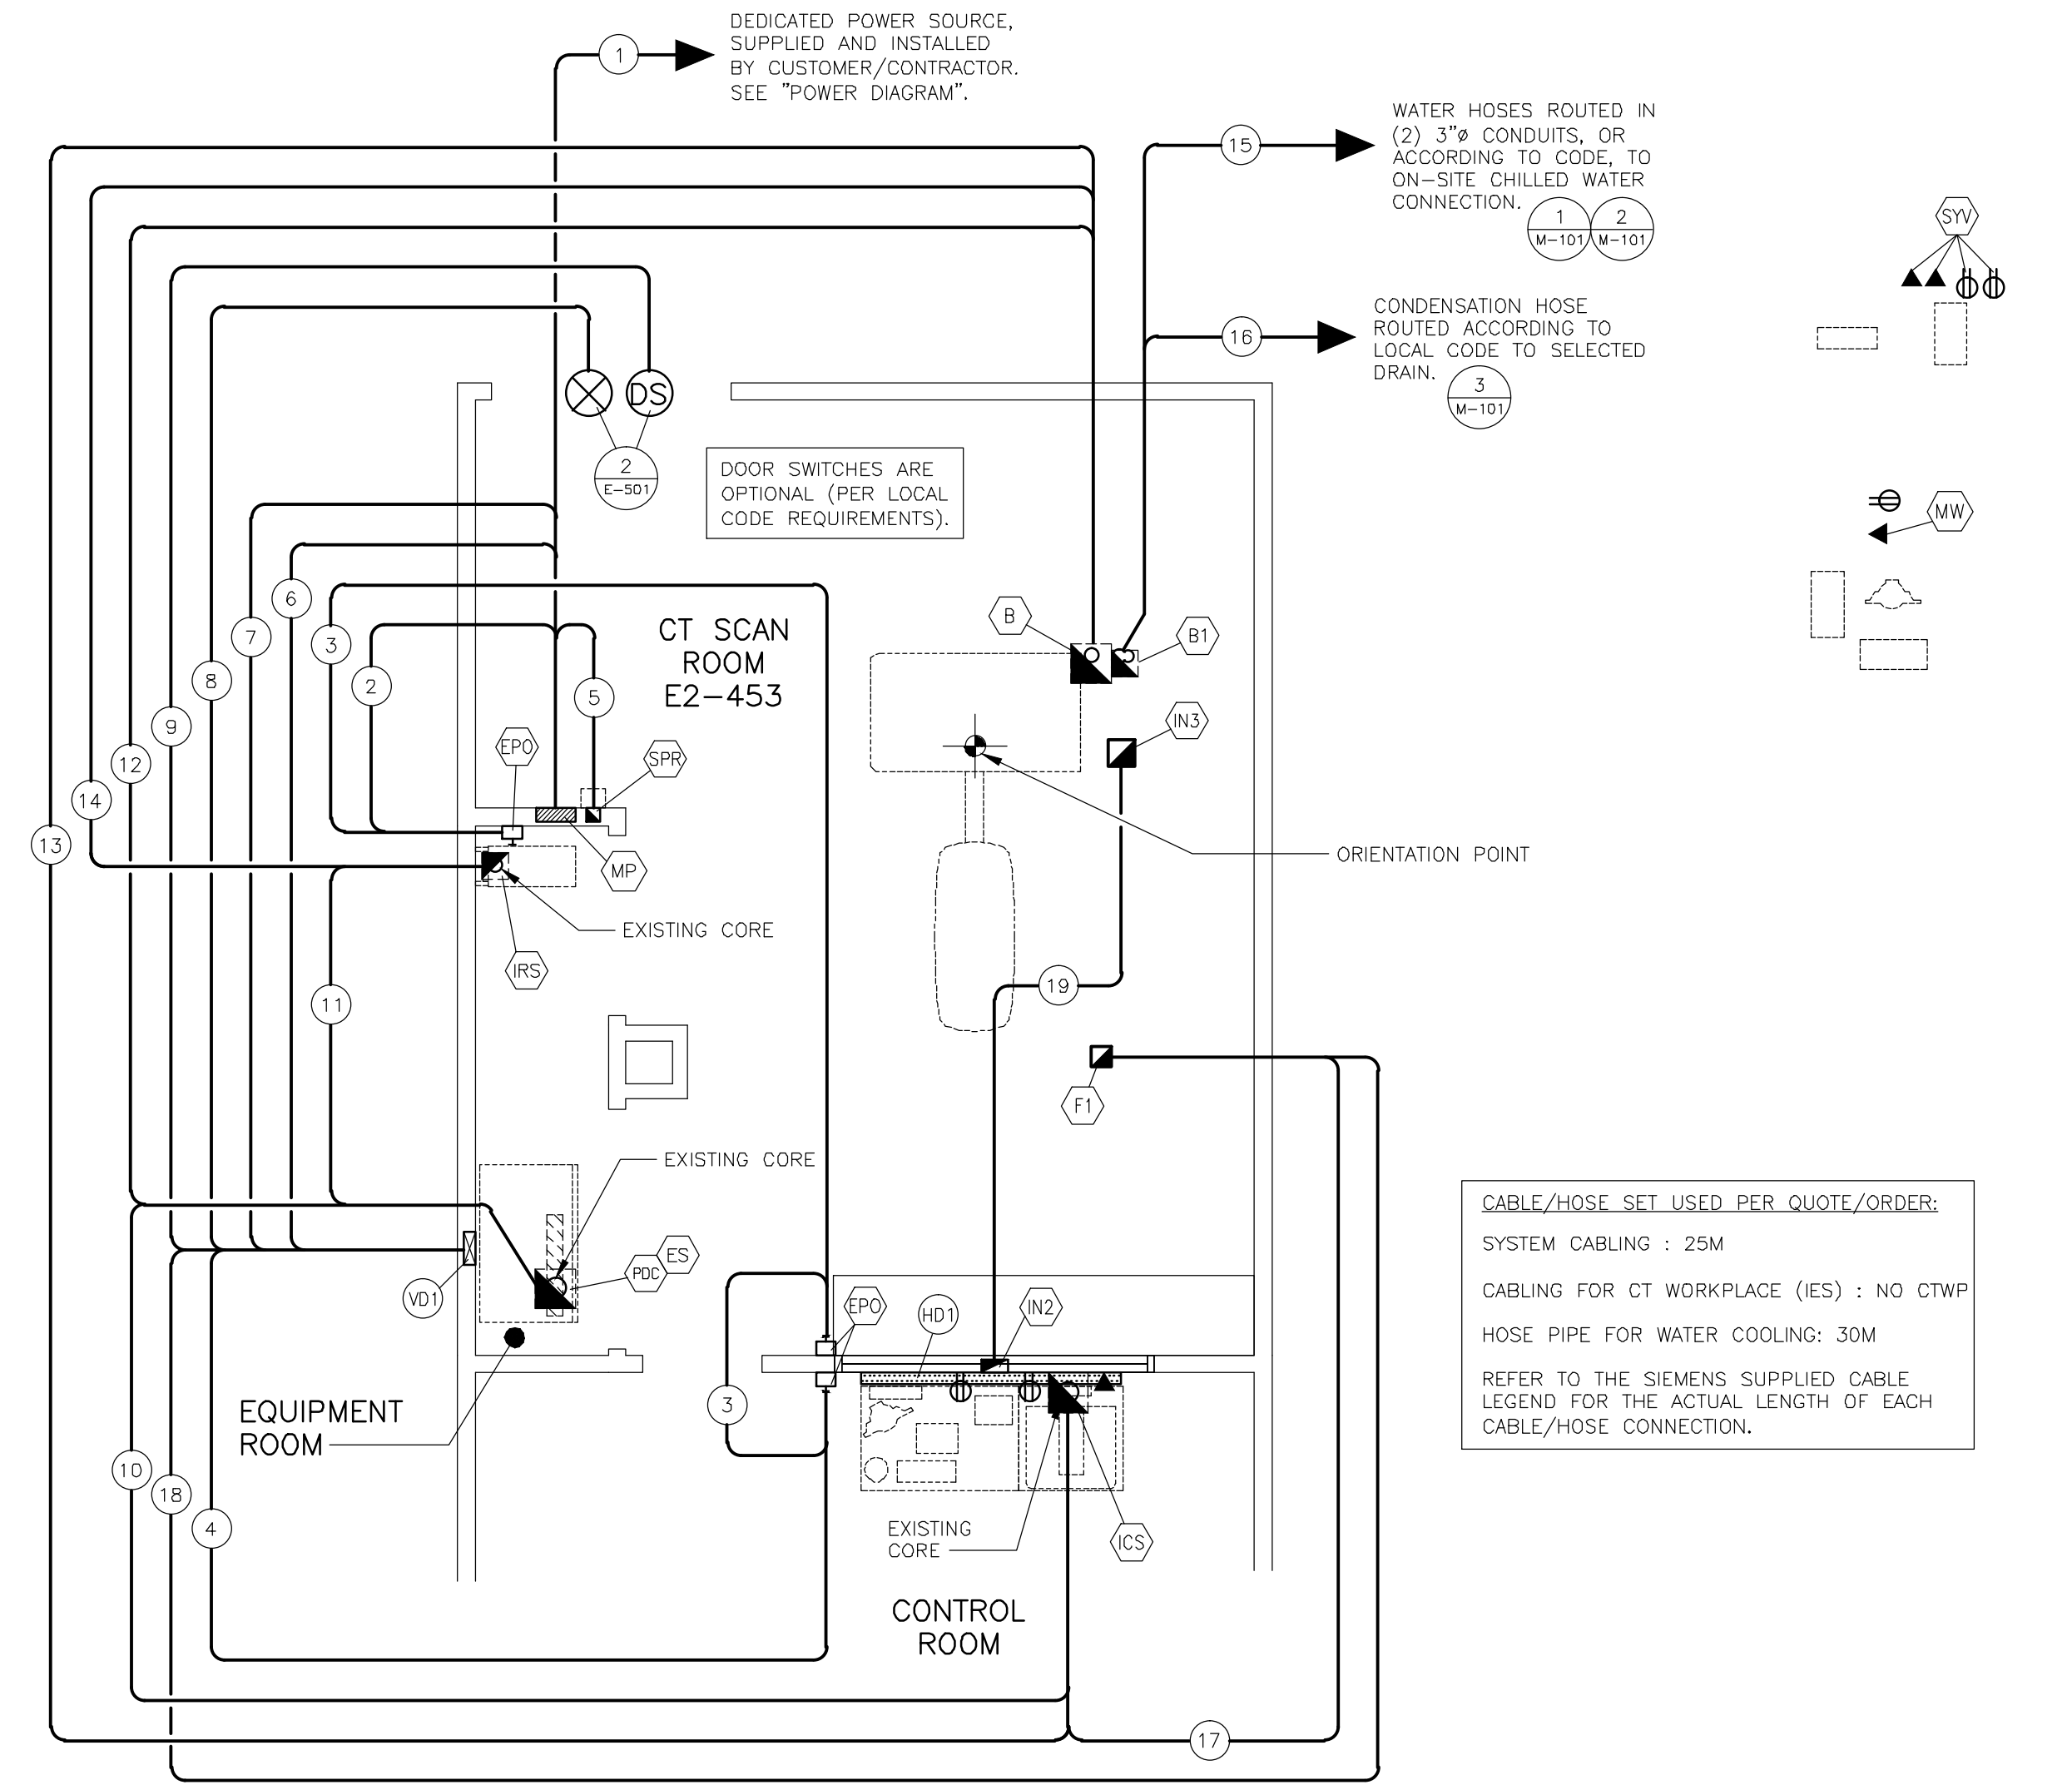 DEDICATED POWER SOURCE,
SUPPLIED AND INSTALLED
BY CUSTOMER/CONTRACTOR.
SEE "POWER DIAGRAM".
1
WATER HOSES ROUTED IN
(2) 3"ø CONDUITS, OR
ACCORDING TO CODE, TO
ON-SITE CHILLED WATER
CONNECTION.
15
1
M-101
2
M-101
SYV
CONDENSATION HOSE
ROUTED ACCORDING TO
LOCAL CODE TO SELECTED
DRAIN.
16
3
M-101
DS
2
E-501
DOOR SWITCHES ARE
OPTIONAL (PER LOCAL
CODE REQUIREMENTS).
MW
6
7
3
8
2
9
12
14
13
5
CT SCAN
ROOM
E2-453
B
B1
IN3
EPO
SPR
MP
ORIENTATION POINT
EXISTING CORE
IRS
11
19
F1
EXISTING CORE
ES
PDC
VD1
EPO
HD1
IN2
EQUIPMENT
ROOM
3
10
18
4
EXISTING
CORE
ICS
CONTROL
ROOM
17
CABLE/HOSE SET USED PER QUOTE/ORDER:
SYSTEM CABLING : 25M
CABLING FOR CT WORKPLACE (IES) : NO CTWP
HOSE PIPE FOR WATER COOLING: 30M
REFER TO THE SIEMENS SUPPLIED CABLE
LEGEND FOR THE ACTUAL LENGTH OF EACH
CABLE/HOSE CONNECTION.